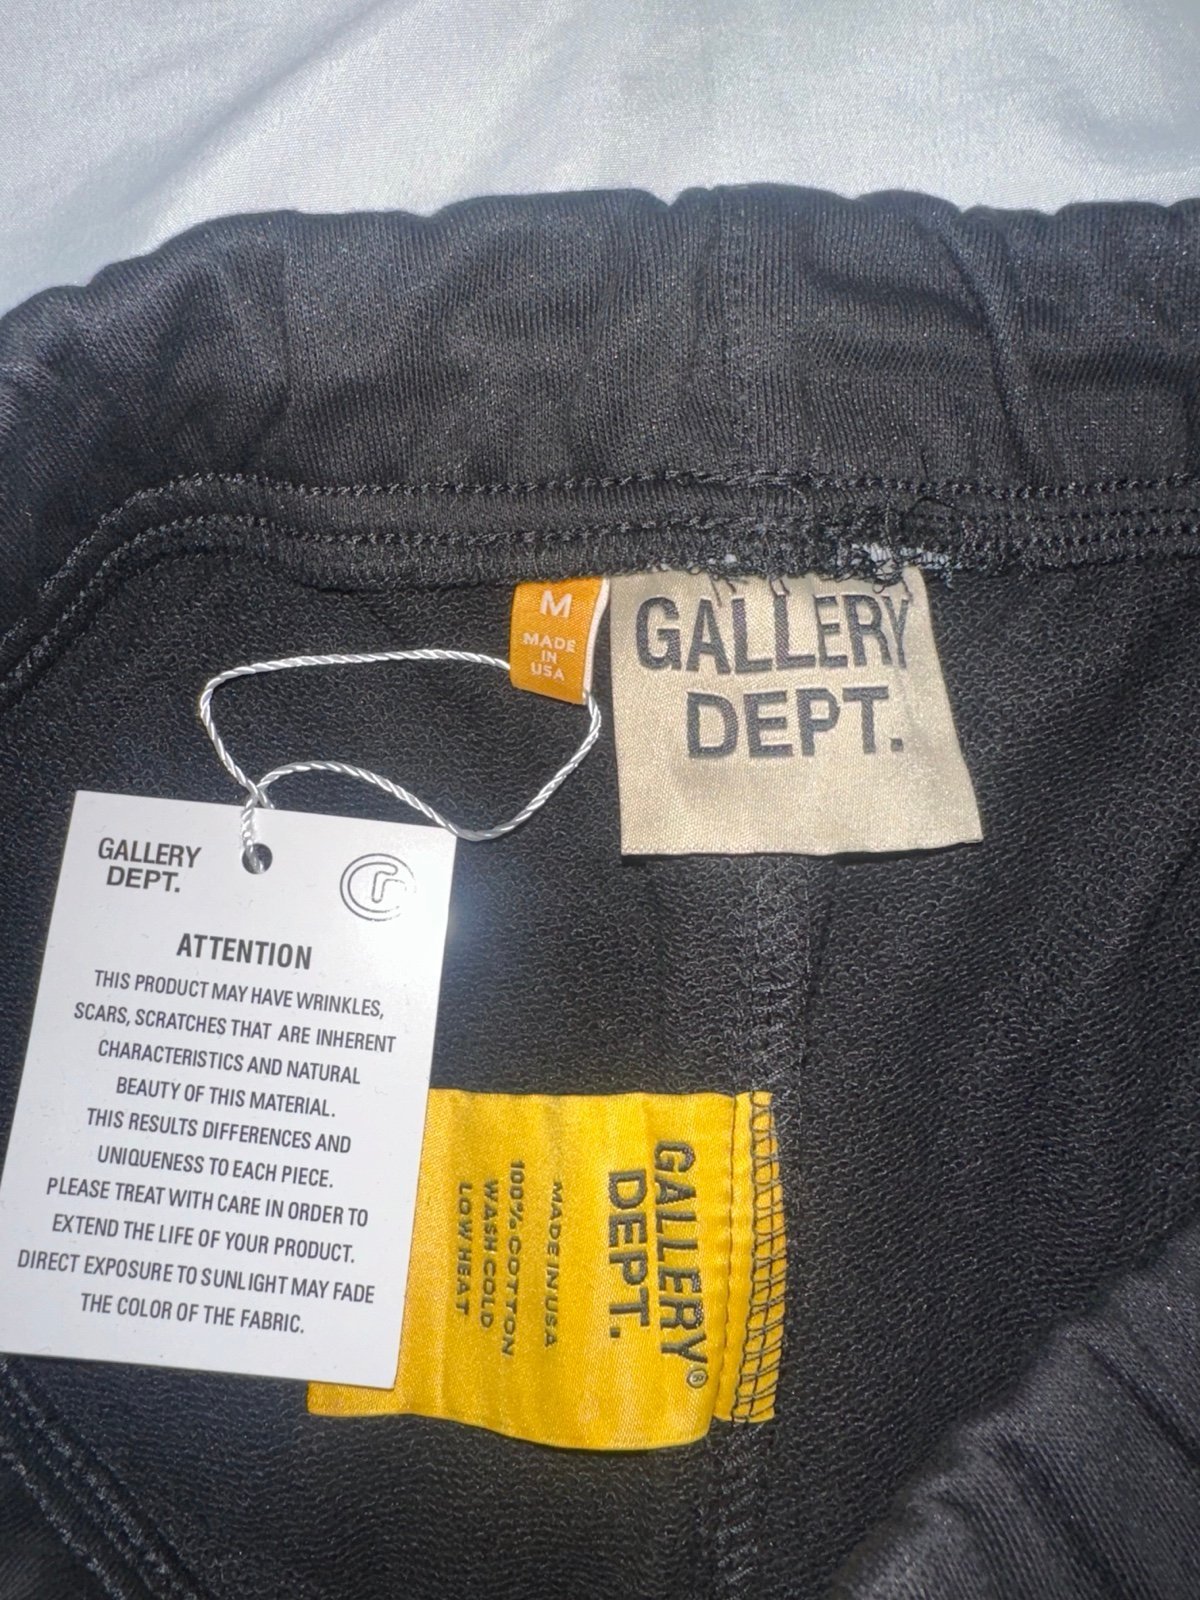 M
MADE
IN
USA
GALLERY
DEPT.
GALLERY
DEPT.
ATTENTION
THIS PRODUCT MAY HAVE WRINKLES,
SCARS, SCRATCHES THAT ARE INHERENT
CHARACTERISTICS AND NATURAL
BEAUTY OF THIS MATERIAL.
THIS RESULTS DIFFERENCES AND
UNIQUENESS TO EACH PIECE.
PLEASE TREAT WITH CARE IN ORDER TO
EXTEND THE LIFE OF YOUR PRODUCT.
DIRECT EXPOSURE TO SUNLIGHT MAY FADE
THE COLOR OF THE FABRIC.
GALLERY®
DEPT.
MADE IN USA
100% COTTON
WASH COLD
LOW HEAT